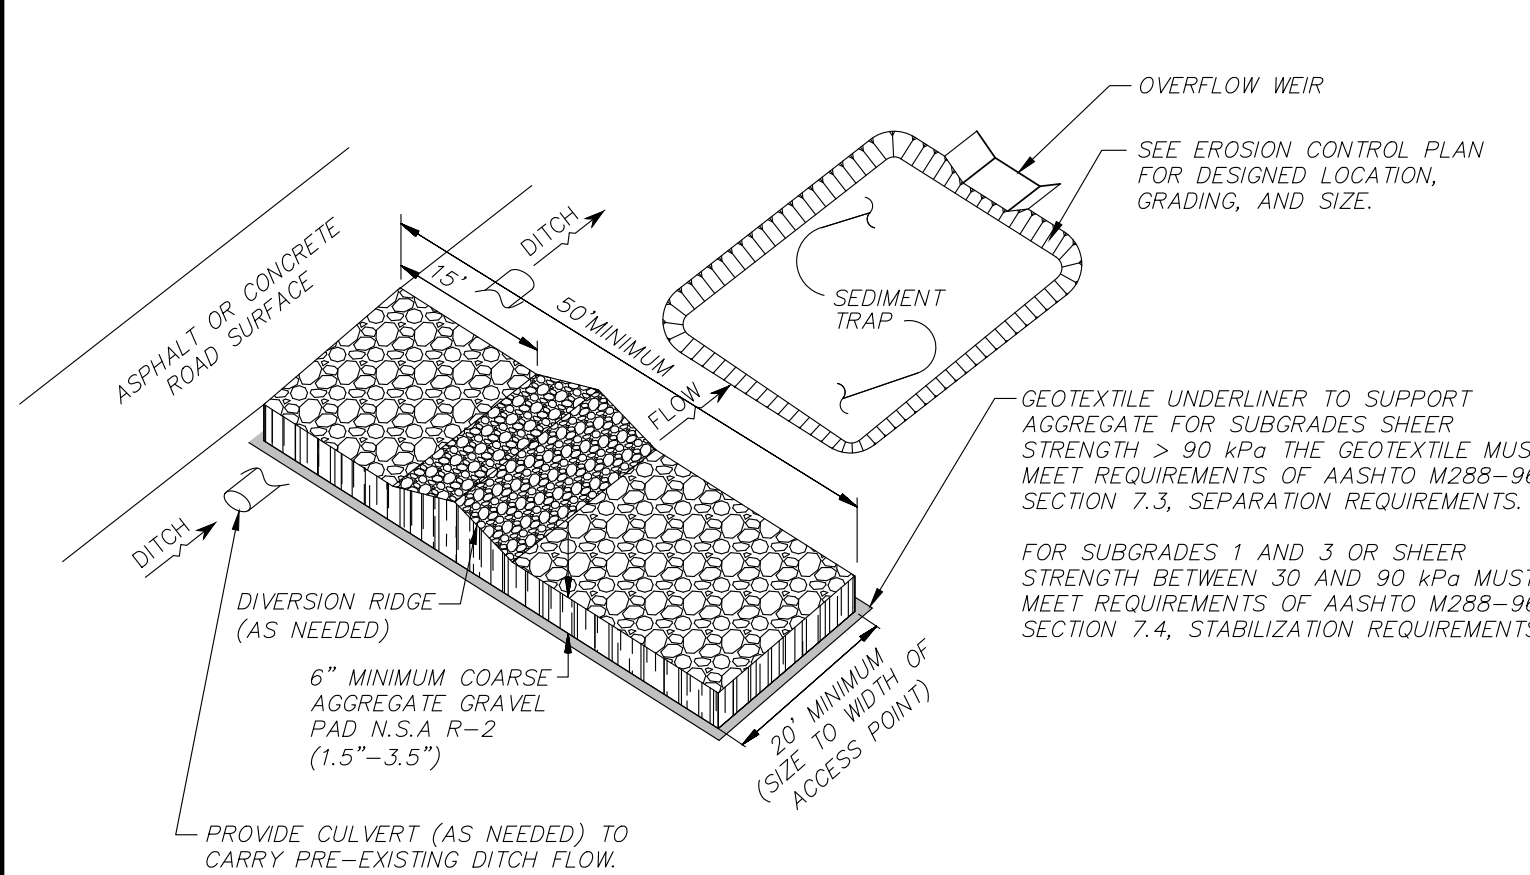 OVERFLOW WEIR
SEE EROSION CONTROL PLAN
FOR DESIGNED LOCATION,
GRADING, AND SIZE.
DITCH
ASPHALT OR CONCRETE
ROAD SURFACE
15'
50'MINIMUM
SEDIMENT
TRAP
FLOW
GEOTEXTILE UNDERLINER TO SUPPORT
AGGREGATE FOR SUBGRADES SHEER
STRENGTH > 90 kPa THE GEOTEXTILE MUS
MEET REQUIREMENTS OF AASHTO M288-96
SECTION 7.3, SEPARATION REQUIREMENTS.
FOR SUBGRADES 1 AND 3 OR SHEER
STRENGTH BETWEEN 30 AND 90 kPa MUST
MEET REQUIREMENTS OF AASHTO M288-96
SECTION 7.4, STABILIZATION REQUIREMENTS
DITCH
DIVERSION RIDGE
(AS NEEDED)
6" MINIMUM COARSE
AGGREGATE GRAVEL
PAD N.S.A R-2
(1.5"-3.5")
20' MINIMUM
(SIZE TO WIDTH OF
ACCESS POINT)
PROVIDE CULVERT (AS NEEDED) TO
CARRY PRE-EXISTING DITCH FLOW.